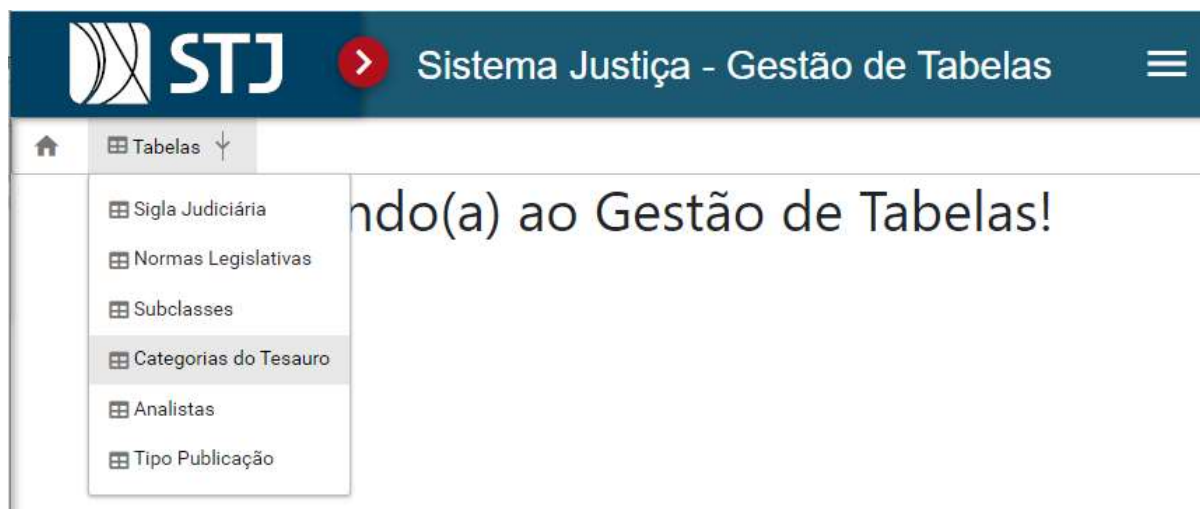 STJ
Sistema Justiça - Gestão de Tabelas
Tabelas
ndo(a) ao Gestão de Tabelas!
Sigla Judiciária
Normas Legislativas
Subclasses
Categorias do Tesauro
Analistas
Tipo Publicação